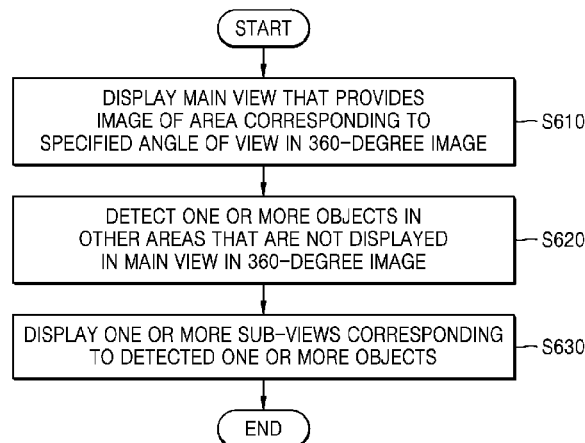 START
DISPLAY MAIN VIEW THAT PROVIDES
IMAGE OF AREA CORRESPONDING TO
SPECIFIED ANGLE OF VIEW IN 360-DEGREE IMAGE
S610
DETECT ONE OR MORE OBJECTS IN
OTHER AREAS THAT ARE NOT DISPLAYED
IN MAIN VIEW IN 360-DEGREE IMAGE
S620
DISPLAY ONE OR MORE SUB-VIEWS CORRESPONDING
TO DETECTED ONE OR MORE OBJECTS
S630
END